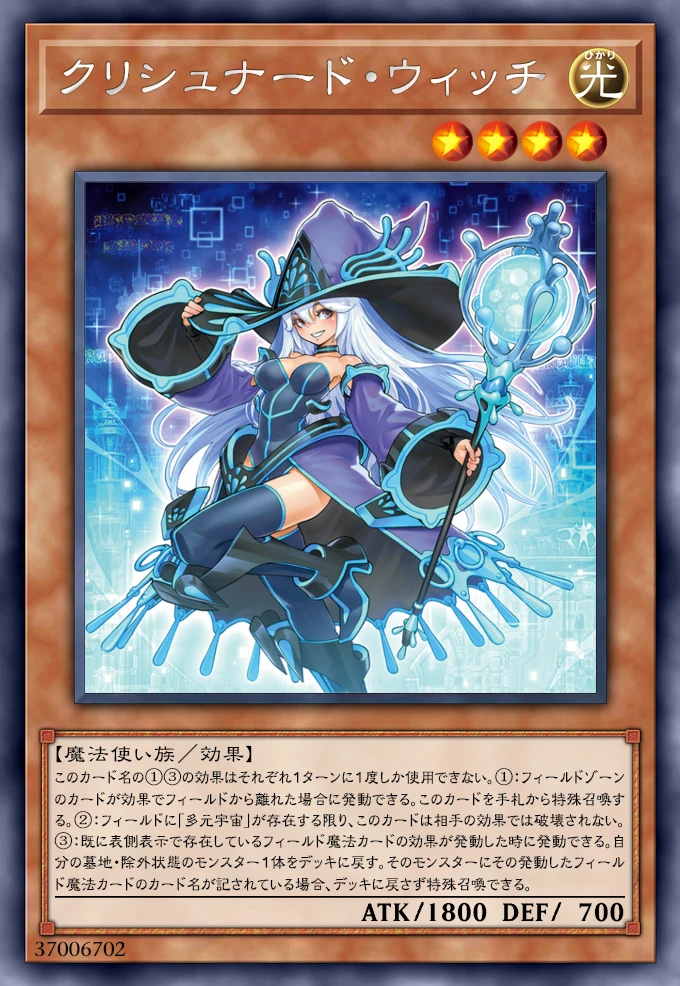 クリシュナード・ウィッチ
ひかり
光
【魔法使い族／効果】
このカード名の①③の効果はそれぞれ1ターンに1度しか使用できない。①：フィールドゾーン
のカードが効果でフィールドから離れた場合に発動できる。このカードを手札から特殊召喚す
る。②：フィールドに「多元宇宙」が存在する限り、このカードは相手の効果では破壊されない。
③：既に表側表示で存在しているフィールド魔法カードの効果が発動した時に発動できる。自
分の墓地・除外状態のモンスター1体をデッキに戻す。そのモンスターにその発動したフィール
ド魔法カードのカード名が記されている場合、デッキに戻さず特殊召喚できる。
ATK/1800 DEF/ 700
37006702